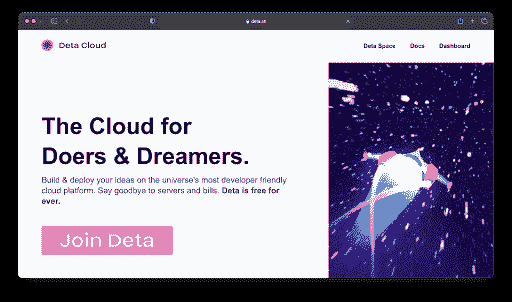 deta.sh
Deta Cloud
Deta Space Docs Dashboard
The Cloud for
Doers & Dreamers.
Build & deploy your ideas on the universe's most developer friendly
cloud platform. Say goodbye to servers and bills. Deta is free for
ever.
Join Deta